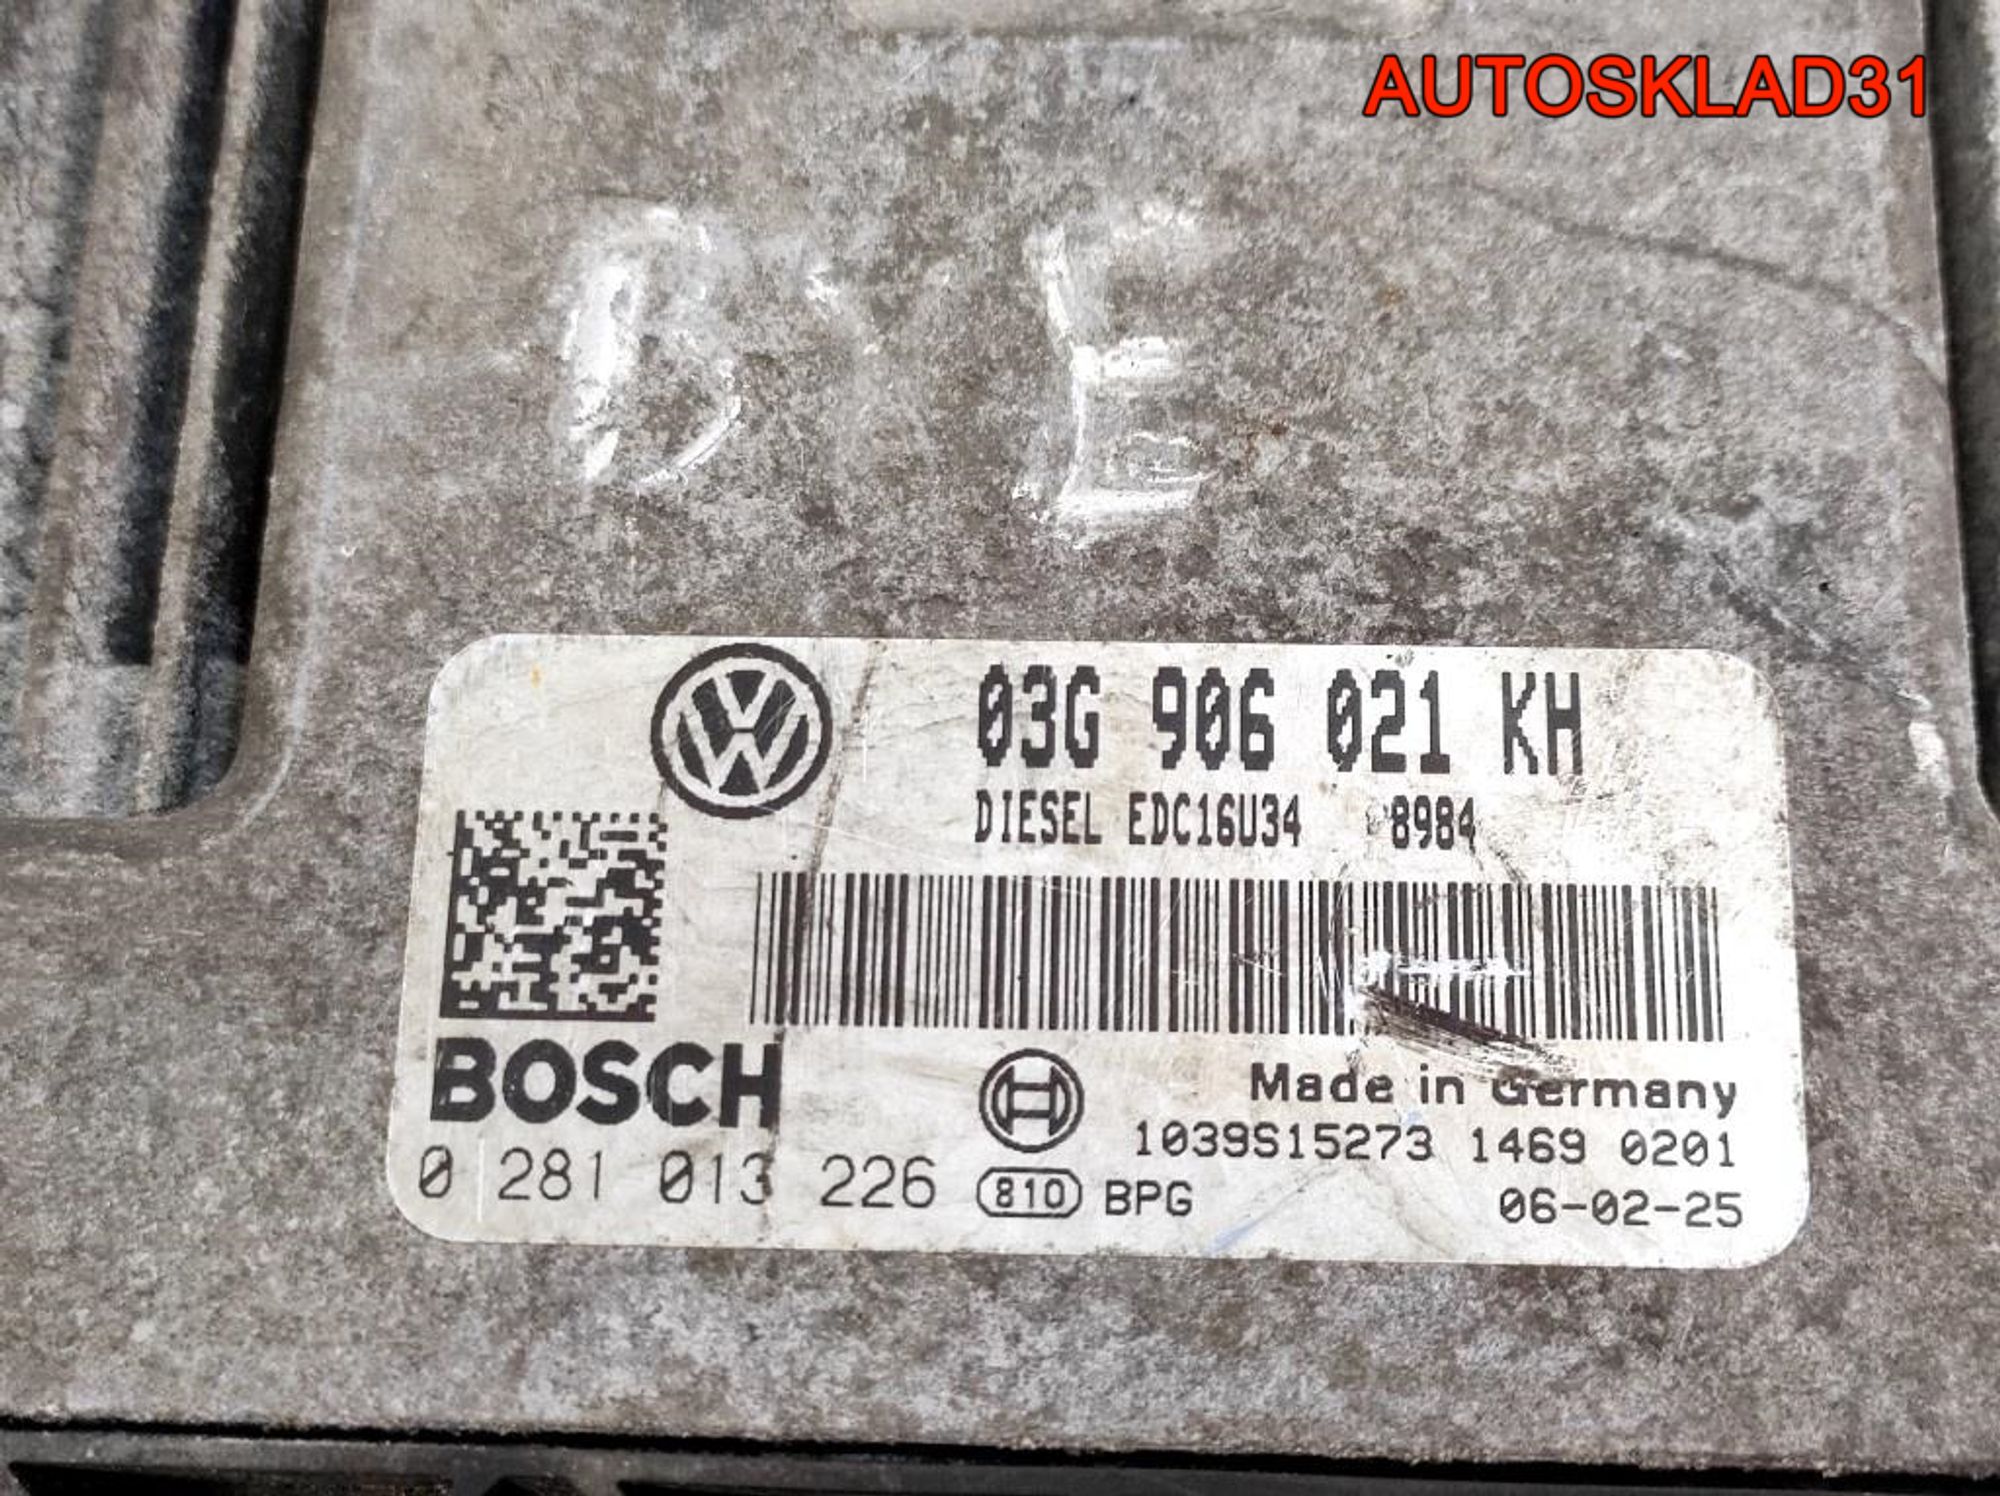 AUTOSKLAD31
03G 906 021 KH
DIESEL EDC16U34 8984
BOSCH
Made in Germany
1039S15273 1469 0201
0 281 013 226 810 BPG 06-02-25